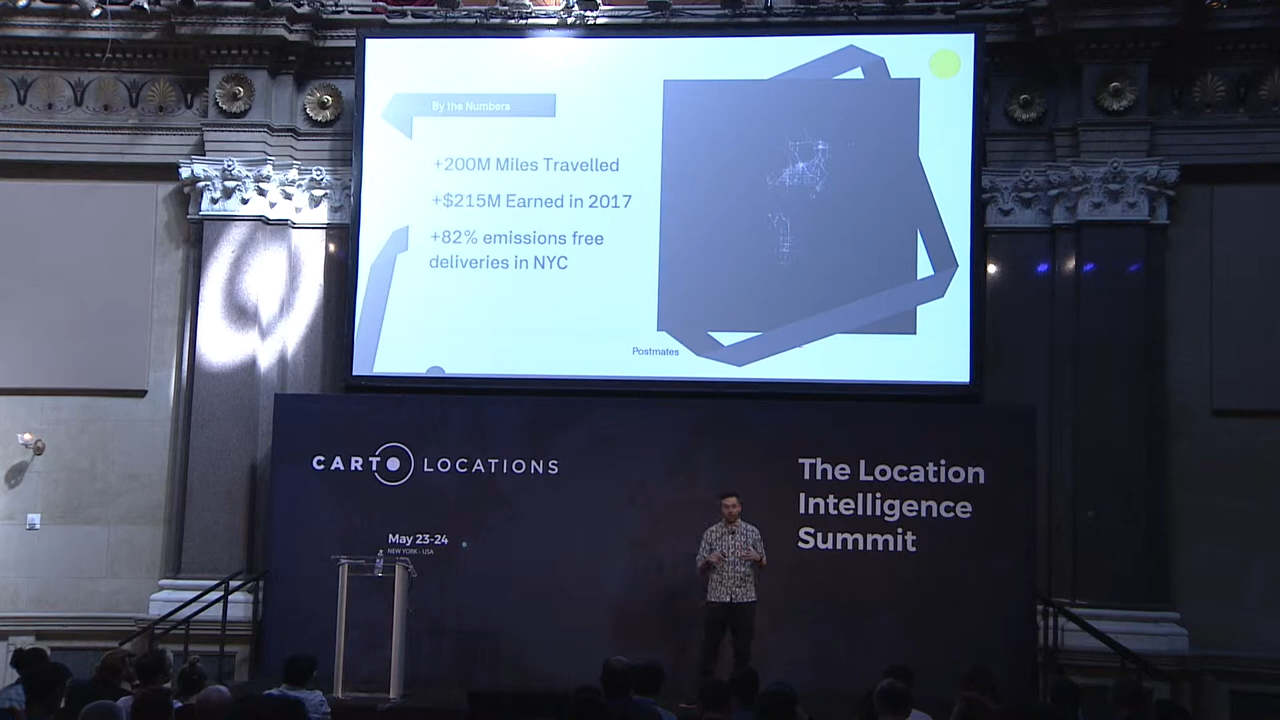 By the Numbers
+200M Miles Travelled
+$215M Earned in 2017
+82% emissions free
deliveries in NYC
Postmates
CARTO LOCATIONS
The Location
Intelligence
Summit
May 23-24
NEW YORK - USA